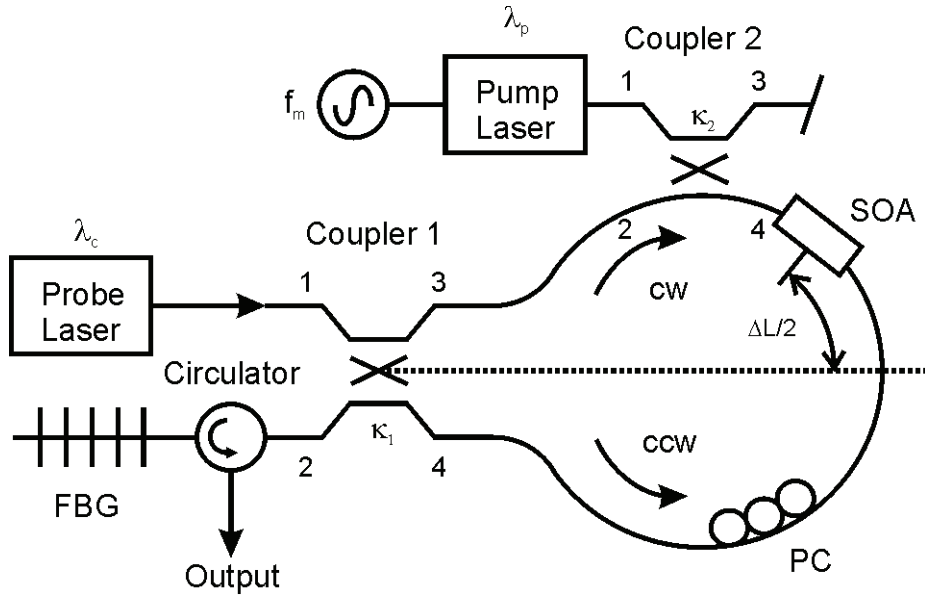 λp
Coupler 2
fm
Pump
Laser
1
3
κ2
SOA
λc
Coupler 1
2
4
Probe
Laser
1
3
cw
ΔL/2
Circulator
κ1
ccw
2
4
FBG
PC
Output